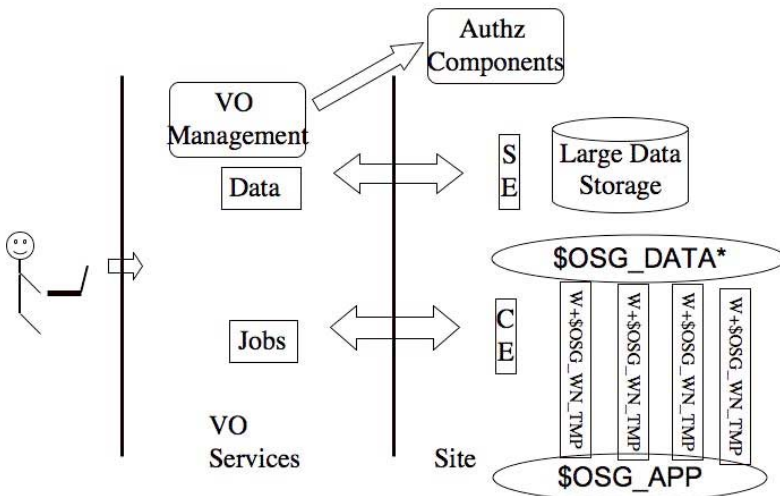 Authz
Components
VO
Management
Data
S
E
Large Data
Storage
$OSG_DATA*
Jobs
C
E
W+$OSG_WN_TMP
W+$OSG_WN_TMP
W+$OSG_WN_TMP
W+$OSG_WN_TMP
VO
Services
Site
$OSG_APP